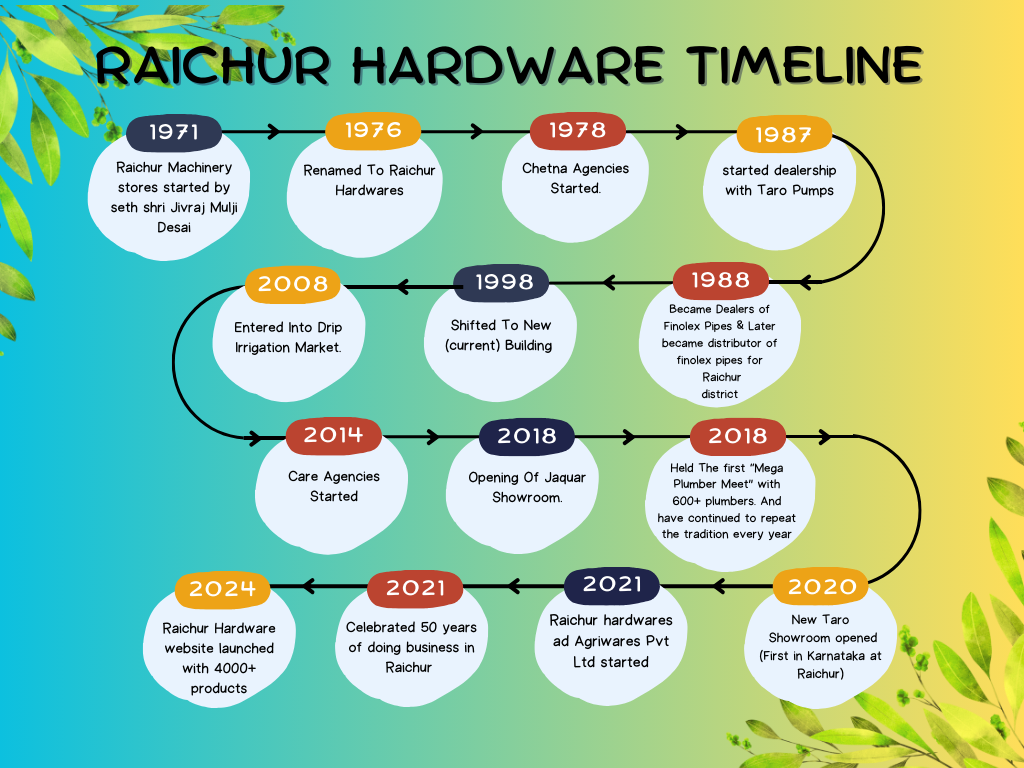 RAICHUR HARDWARE TIMELINE
1971
Raichur Machinery
stores started by
seth shri Jivraj Mulji
Desai
1976
Renamed To Raichur
Hardwares
1978
Chetna Agencies
Started.
1987
started dealership
with Taro Pumps
1988
Became Dealers of
Finolex Pipes & Later
became distributor of
finolex pipes for
Raichur
district
1998
Shifted To New
(current) Building
2008
Entered Into Drip
Irrigation Market.
2014
Care Agencies
Started
2018
Opening Of Jaquar
Showroom.
2018
Held The first "Mega
Plumber Meet" with
600+ plumbers. And
have continued to repeat
the tradition every year
2020
New Taro
Showroom opened
(First in Karnataka at
Raichur)
2021
Raichur hardwares
ad Agriwares Pvt
Ltd started
2021
Celebrated 50 years
of doing business in
Raichur
2024
Raichur Hardware
website launched
with 4000+
products